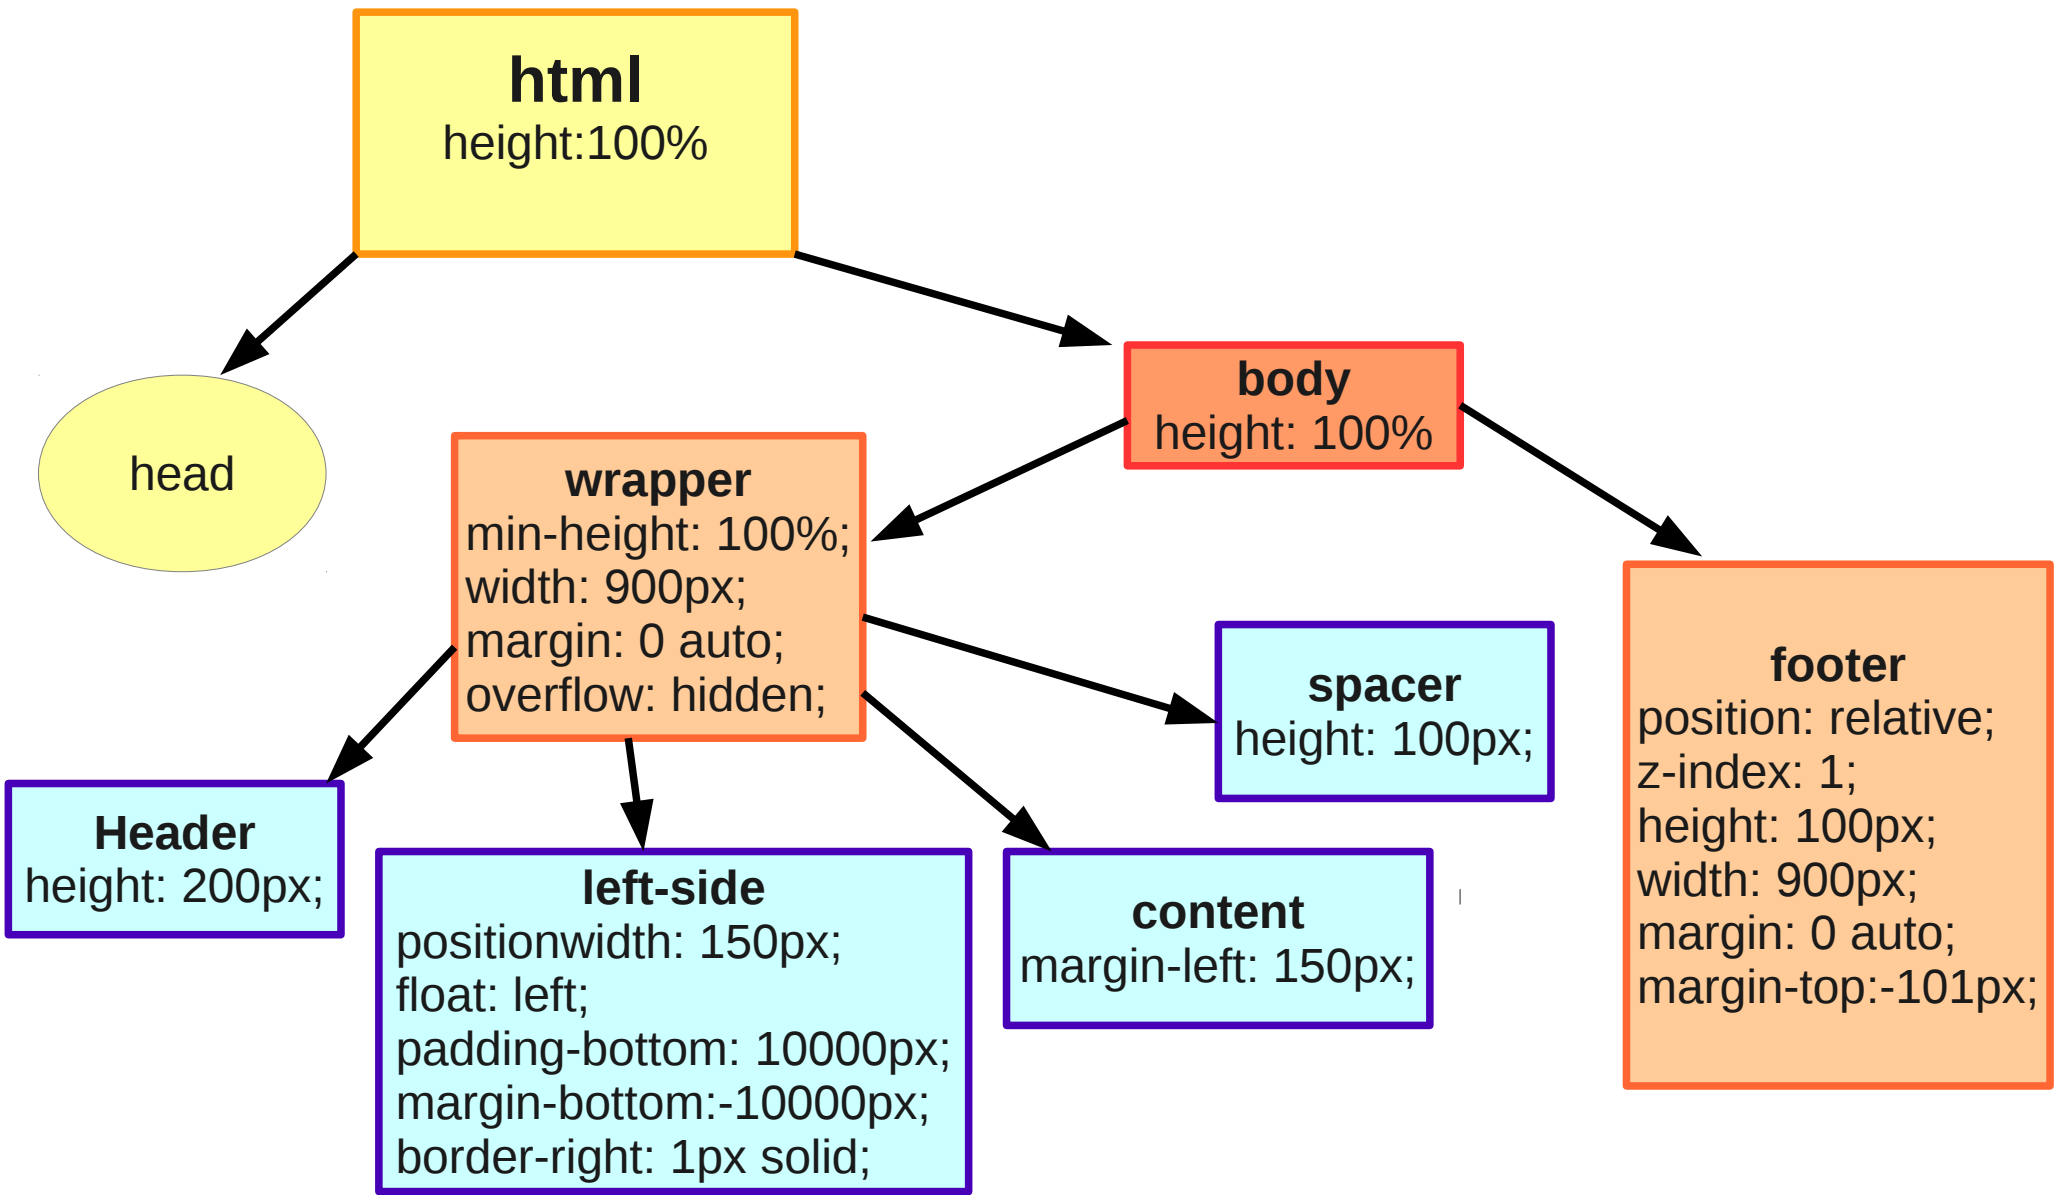 html
height:100%
head
body
height: 100%
wrapper
min-height: 100%;
width: 900px;
margin: 0 auto;
overflow: hidden;
spacer
height: 100px;
footer
position: relative;
z-index: 1;
height: 100px;
width: 900px;
margin: 0 auto;
margin-top:-101px;
Header
height: 200px;
left-side
positionwidth: 150px;
float: left;
padding-bottom: 10000px;
margin-bottom:-10000px;
border-right: 1px solid;
content
margin-left: 150px;